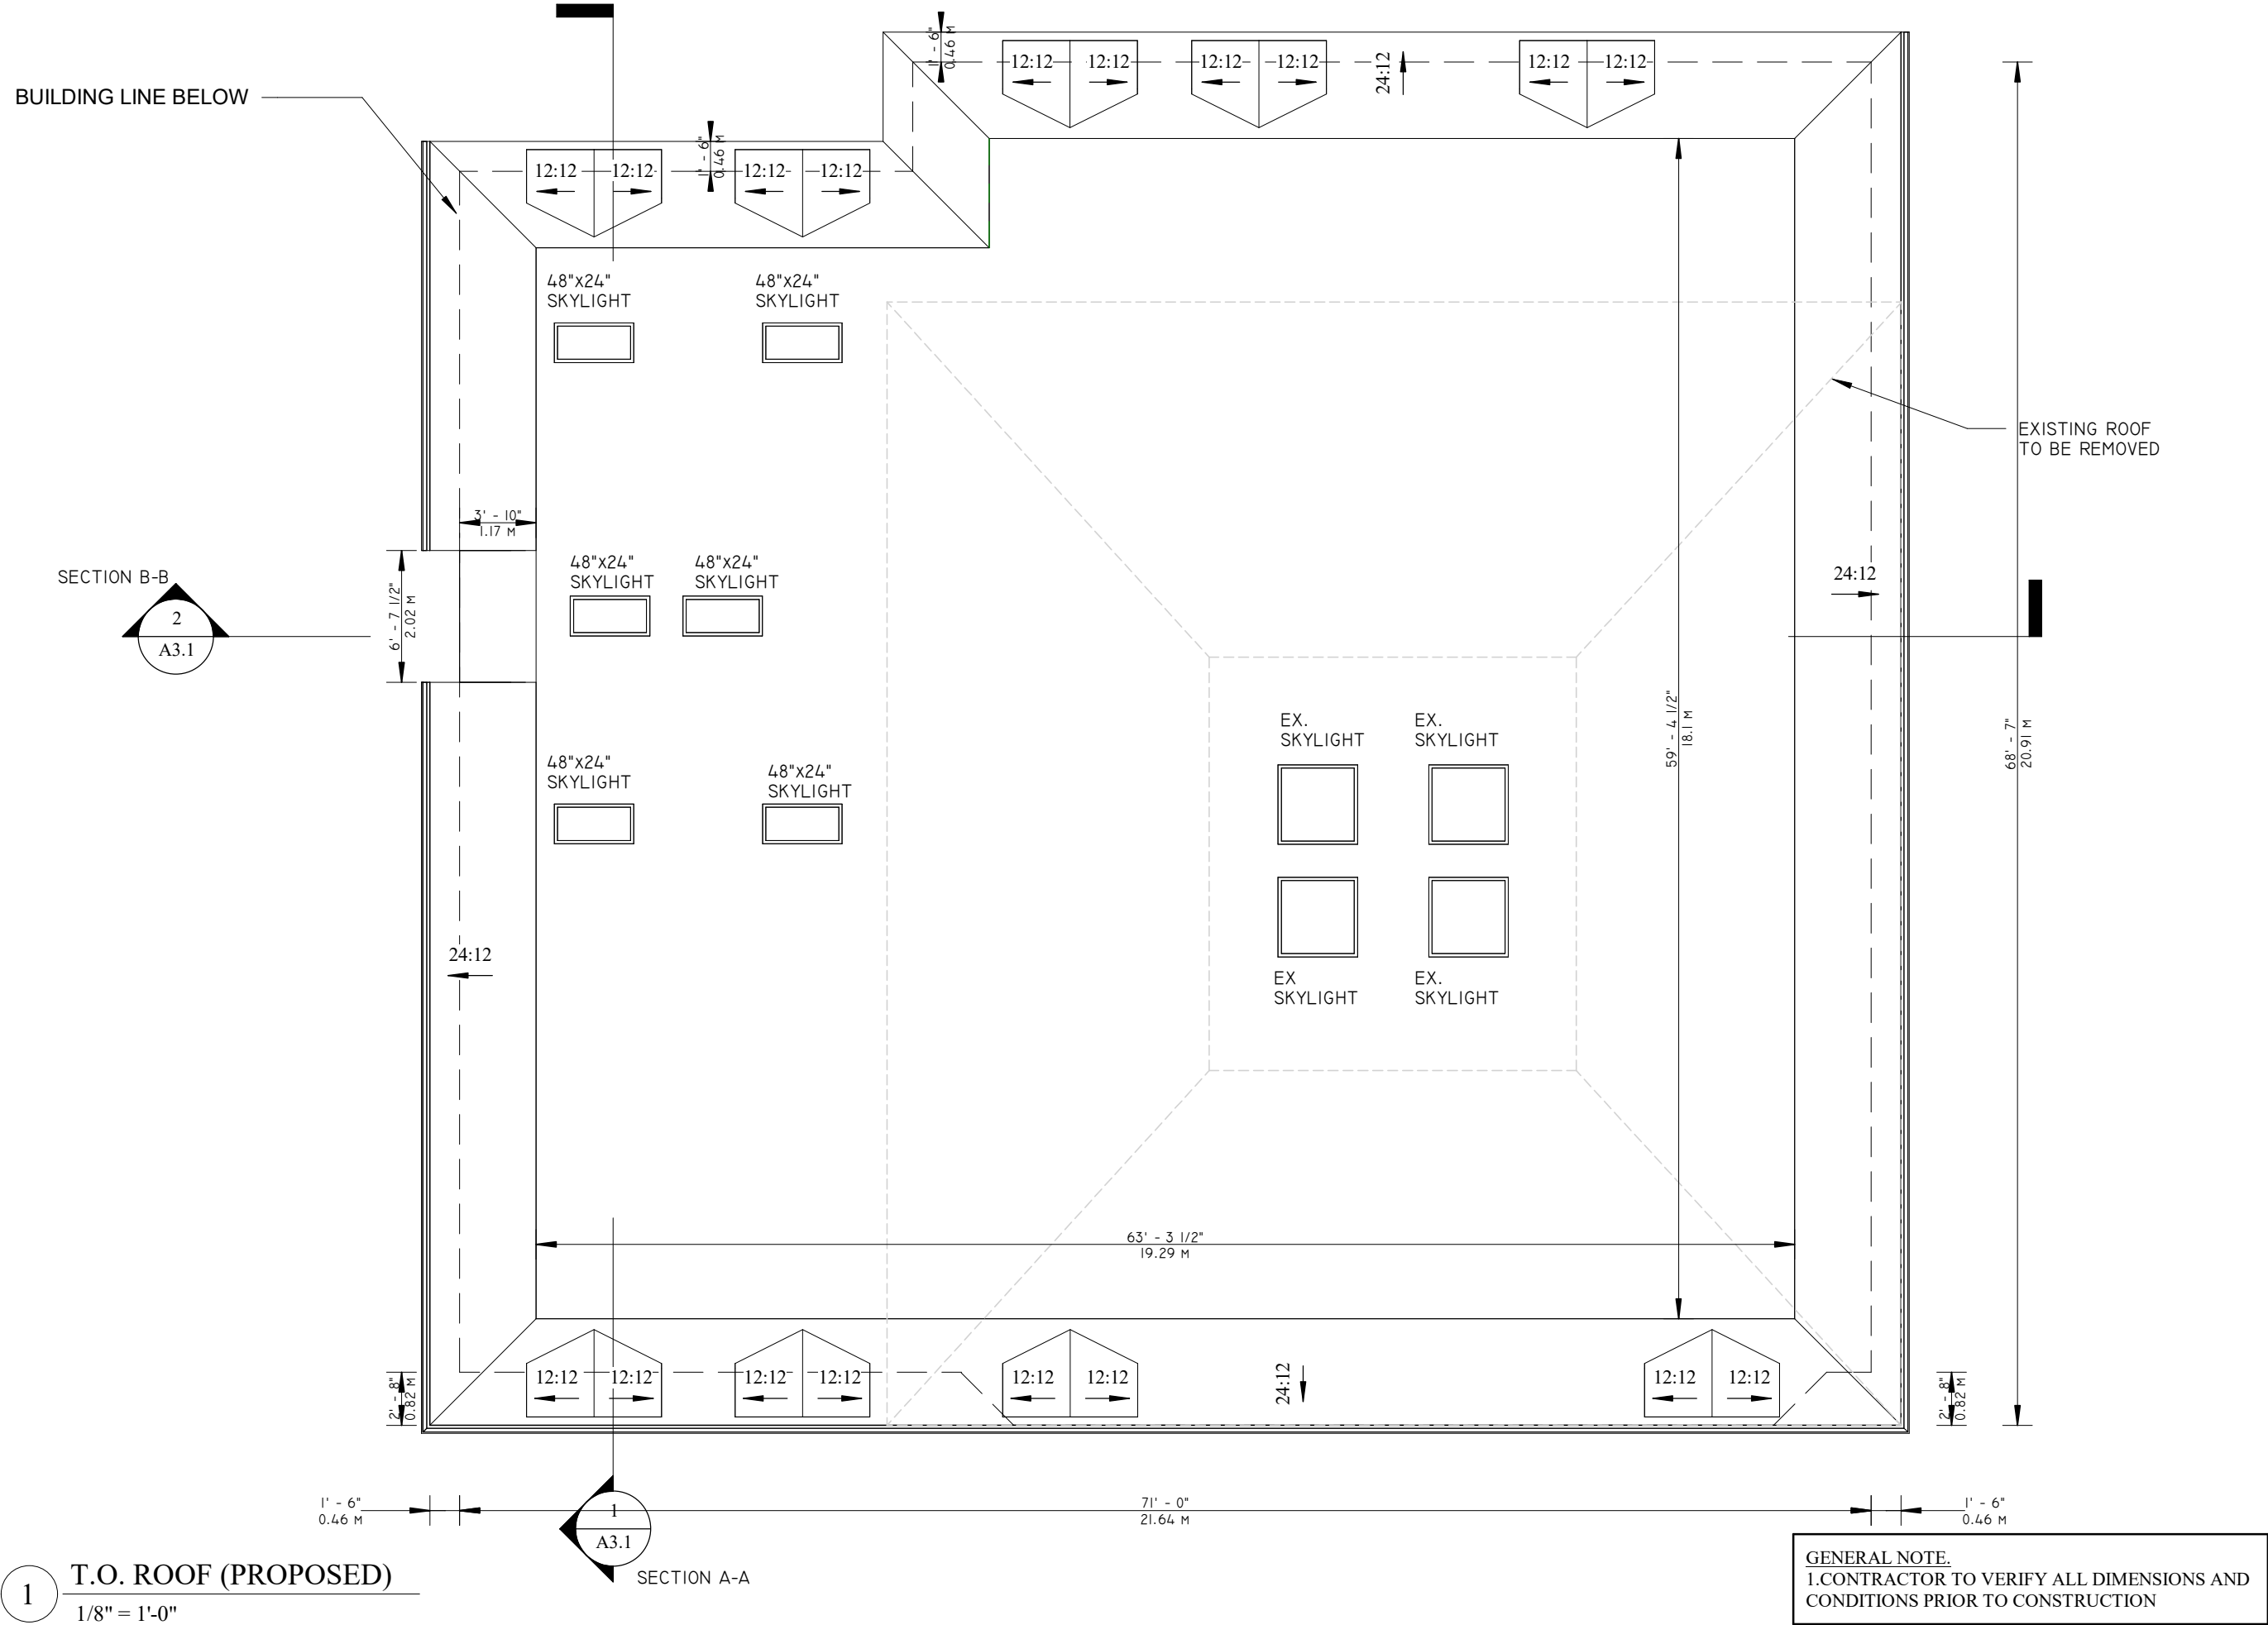 1' - 6"
0.46 M
12:12 12:12
12:12 12:12
24:12
12:12 12:12
BUILDING LINE BELOW
1' - 6"
0.46 M
12:12 12:12
12:12 12:12
48"x24"
SKYLIGHT
48"x24"
SKYLIGHT
EXISTING ROOF
TO BE REMOVED
3' - 10"
1.17 M
SECTION B-B
2
A3.1
6' - 7 1/2"
2.02 M
48"x24"
SKYLIGHT
48"x24"
SKYLIGHT
24:12
59' - 4 1/2"
18.1 M
68' - 7"
20.91 M
EX.
SKYLIGHT
EX.
SKYLIGHT
48"x24"
SKYLIGHT
48"x24"
SKYLIGHT
24:12
EX
SKYLIGHT
EX.
SKYLIGHT
63' - 3 1/2"
19.29 M
2' - 8"
0.82 M
12:12 12:12
12:12 12:12
12:12 12:12
24:12
12:12 12:12
2' - 8"
0.82 M
1' - 6"
0.46 M
71' - 0"
21.64 M
1' - 6"
0.46 M
1
A3.1
SECTION A-A
1
T.O. ROOF (PROPOSED)
1/8" = 1'-0"
GENERAL NOTE.
1.CONTRACTOR TO VERIFY ALL DIMENSIONS AND
CONDITIONS PRIOR TO CONSTRUCTION